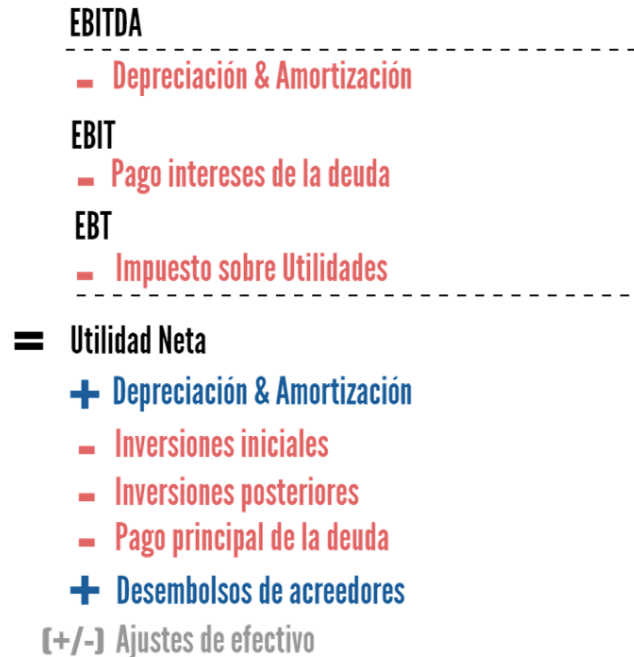 EBITDA
- Depreciación & Amortización
EBIT
- Pago intereses de la deuda
EBT
- Impuesto sobre Utilidades
= Utilidad Neta
+ Depreciación & Amortización
- Inversiones iniciales
- Inversiones posteriores
- Pago principal de la deuda
+ Desembolsos de acreedores
(+/-) Ajustes de efectivo